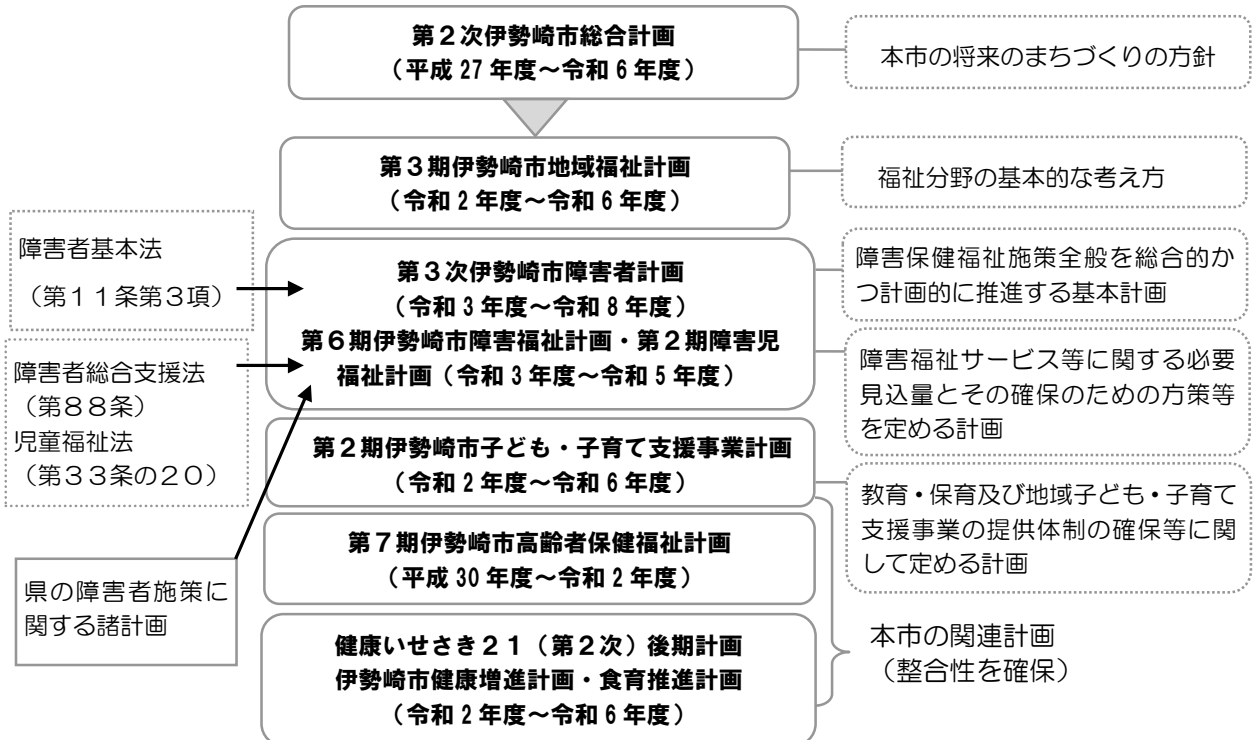 第２次伊勢崎市総合計画
（平成 27 年度～令和 6 年度）
本市の将来のまちづくりの方針
第３期伊勢崎市地域福祉計画
（令和 2 年度～令和 6 年度）
福祉分野の基本的な考え方
障害者基本法
（第１１条第３項）
第３次伊勢崎市障害者計画
（令和 3 年度～令和 8 年度）
第６期伊勢崎市障害福祉計画・第２期障害児
福祉計画（令和 3 年度～令和 5 年度）
障害保健福祉施策全般を総合的か
つ計画的に推進する基本計画
障害者総合支援法
（第８８条）
児童福祉法
（第３３条の２０）
障害福祉サービス等に関する必要
見込量とその確保のための方策等
を定める計画
第２期伊勢崎市子ども・子育て支援事業計画
（令和 2 年度～令和 6 年度）
教育・保育及び地域子ども・子育て
支援事業の提供体制の確保等に関
して定める計画
第７期伊勢崎市高齢者保健福祉計画
（平成 30 年度～令和 2 年度）
県の障害者施策に
関する諸計画
健康いせさき２１（第２次）後期計画
伊勢崎市健康増進計画・食育推進計画
（令和 2 年度～令和 6 年度）
本市の関連計画
（整合性を確保）